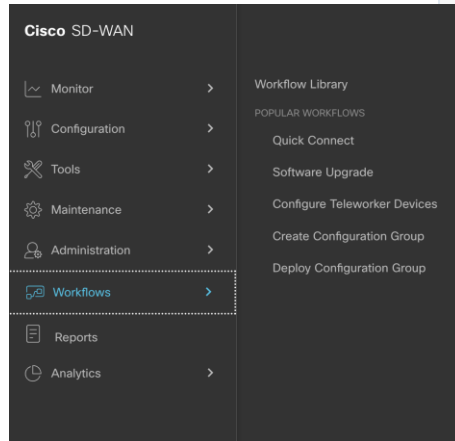 Cisco SD-WAN
Monitor
Configuration
Tools
Maintenance
Administration
Workflows
Reports
Analytics
Workflow Library
POPULAR WORKFLOWS
Quick Connect
Software Upgrade
Configure Teleworker Devices
Create Configuration Group
Deploy Configuration Group